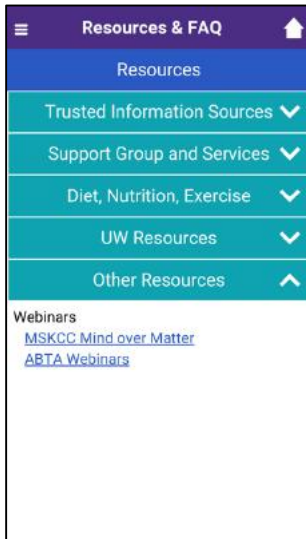 Resources & FAQ
Resources
Trusted Information Sources
Support Group and Services
Diet, Nutrition, Exercise
UW Resources
Other Resources
Webinars
MSKCC Mind over Matter
ABTA Webinars